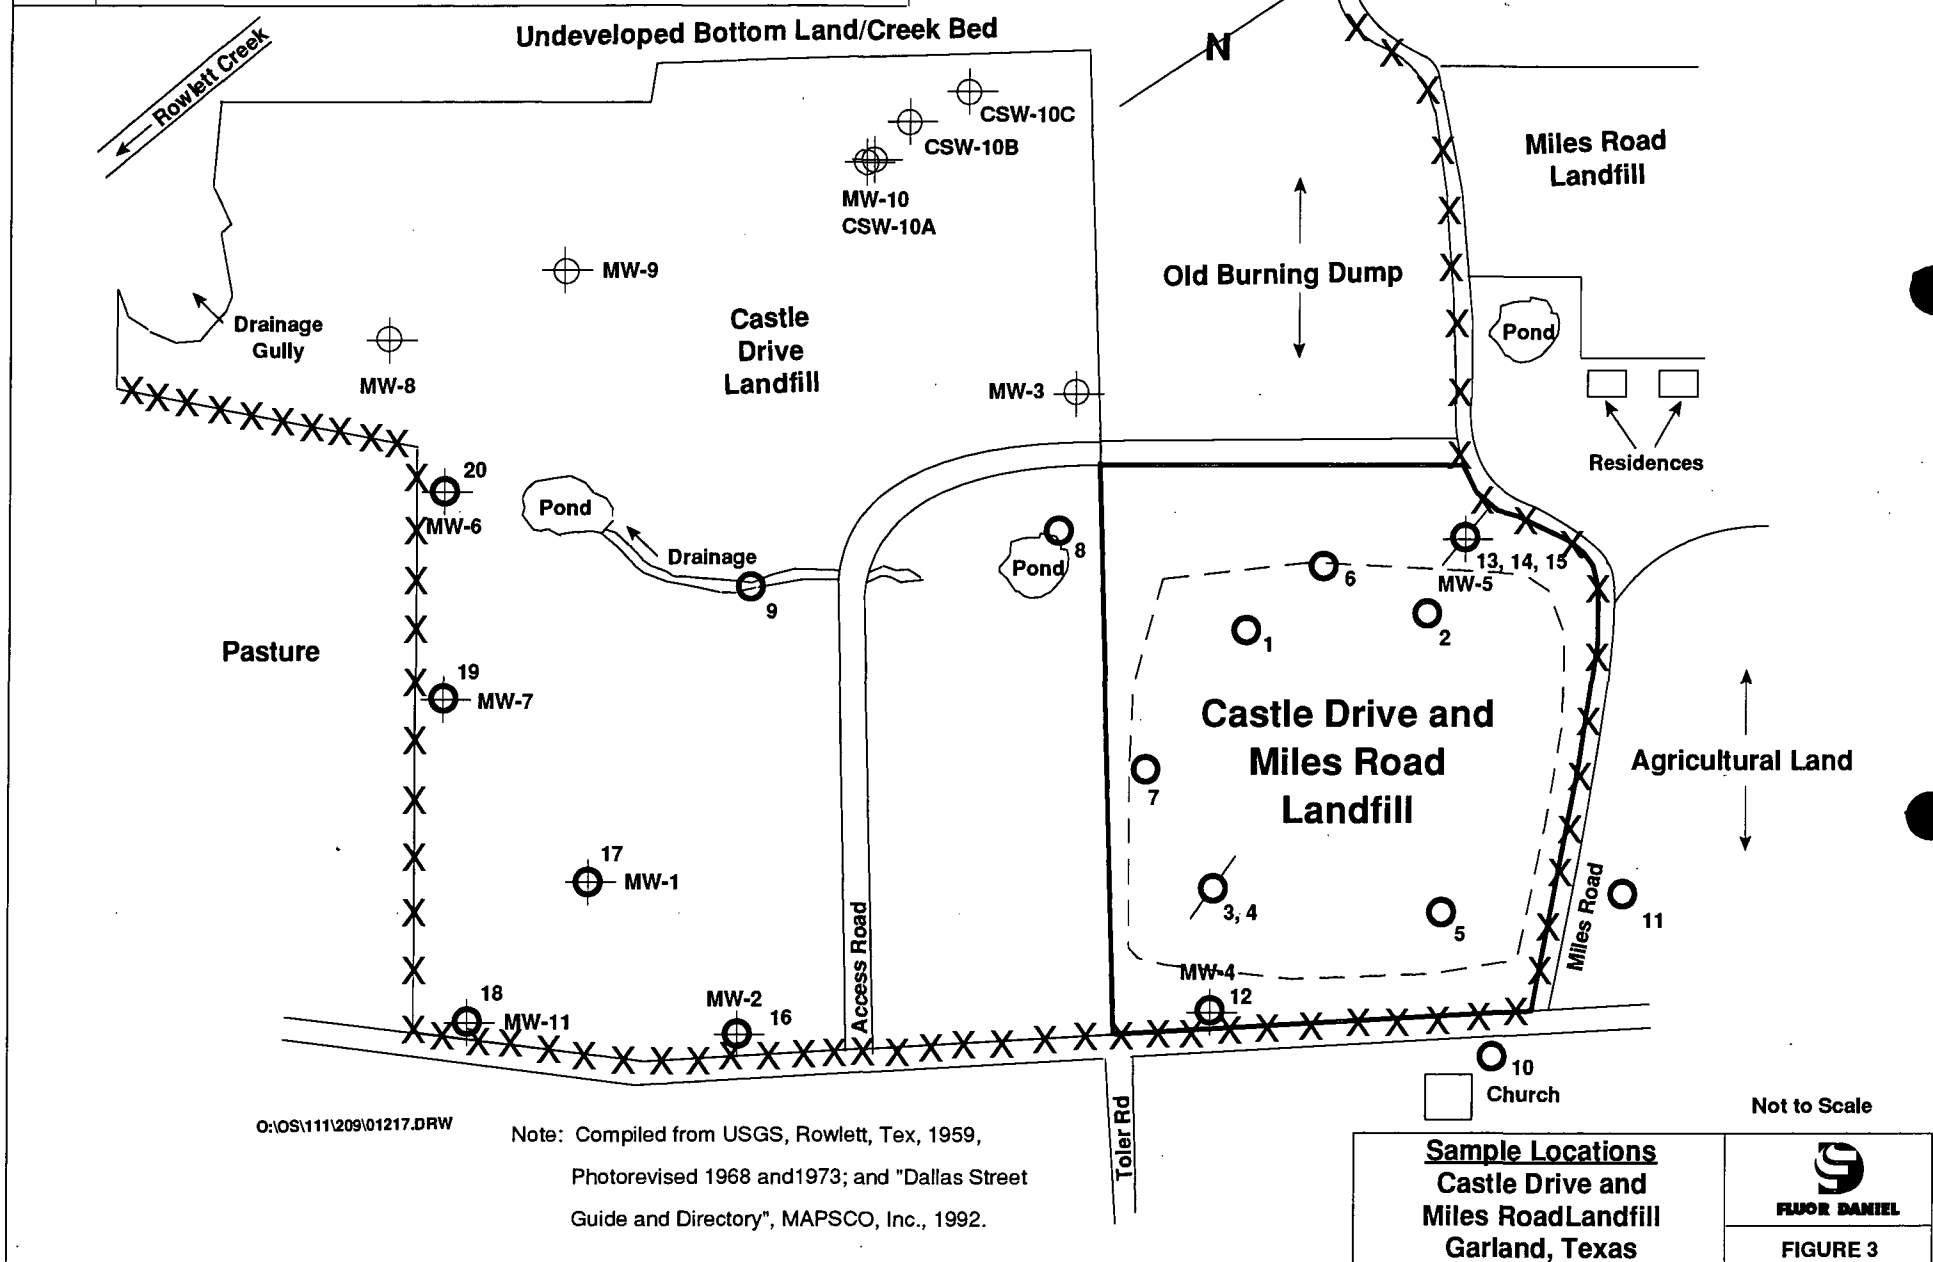 Undeveloped Bottom Land/Creek Bed
N
Rowlett Creek
CSW-10C
CSW-10B
MW-10
CSW-10A
Miles Road
Landfill
MW-9
Old Burning Dump
Drainage
Gully
Castle
Drive
Landfill
Pond
MW-8
MW-3
Residences
20
MW-6
Pond
Drainage
9
8
Pond
6
13, 14, 15
MW-5
1
2
Pasture
19
MW-7
Castle Drive and
Miles Road
Landfill
7
Agricultural Land
17
MW-1
3, 4
5
Miles Road
11
Access Road
MW-4
12
18
MW-11
MW-2
16
10
Church
Toler Rd
Not to Scale
O:\OS\111\209\01217.DRW
Note: Compiled from USGS, Rowlett, Tex, 1959,
Photorevised 1968 and1973; and "Dallas Street
Guide and Directory", MAPSCO, Inc., 1992.
Sample Locations
Castle Drive and
Miles RoadLandfill
Garland, Texas
FLUOR DANIEL
FIGURE 3